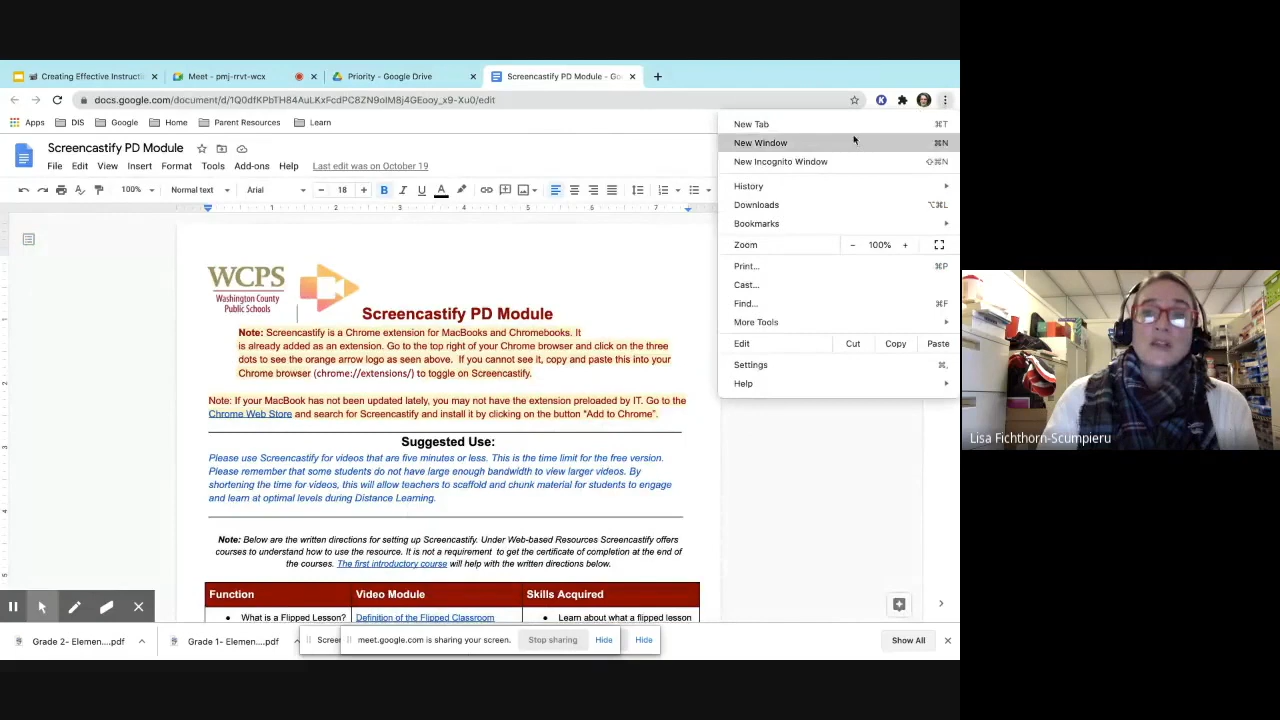 Creating Effective Instructi
Meet - pmj-rrvt-wcx
Priority - Google Drive
Screencastify PD Module - Go
docs.google.com/document/d/1Q0dfKPbTH84AuLKxFcdPC8ZN9oIM8j4GEooy_x9-Xu0/edit
Apps
DIS
Google
Home
Parent Resources
Learn
Screencastify PD Module
File Edit View Insert Format Tools Add-ons Help Last edit was on October 19
100% Normal text Arial 18 B I U A
1 2 3 4 5 6 7
New Tab ⌘T
New Window ⌘N
New Incognito Window ⇧⌘N
History
Downloads ⌥⌘L
Bookmarks
Zoom − 100% +
Print... ⌘P
Cast...
Find... ⌘F
More Tools
Edit Cut Copy Paste
Settings ⌘,
Help
WCPS
Washington County
Public Schools
Screencastify PD Module
Note: Screencastify is a Chrome extension for MacBooks and Chromebooks. It
is already added as an extension. Go to the top right of your Chrome browser and click on the three
dots to see the orange arrow logo as seen above. If you cannot see it, copy and paste this into your
Chrome browser (chrome://extensions/) to toggle on Screencastify.
Note: If your MacBook has not been updated lately, you may not have the extension preloaded by IT. Go to the
Chrome Web Store and search for Screencastify and install it by clicking on the button “Add to Chrome”.
Suggested Use:
Please use Screencastify for videos that are five minutes or less. This is the time limit for the free version.
Please remember that some students do not have large enough bandwidth to view larger videos. By
shortening the time for videos, this will allow teachers to scaffold and chunk material for students to engage
and learn at optimal levels during Distance Learning.
Note: Below are the written directions for setting up Screencastify. Under Web-based Resources Screencastify offers
courses to understand how to use the resource. It is not a requirement to get the certificate of completion at the end of
the courses. The first introductory course will help with the written directions below.
Function Video Module Skills Acquired
● What is a Flipped Lesson? Definition of the Flipped Classroom ● Learn about what a flipped lesson
Grade 2- Elemen....pdf
Grade 1- Elemen....pdf
Screer
meet.google.com is sharing your screen.
Stop sharing
Hide
Hide
Show All
Lisa Fichthorn-Scumpieru